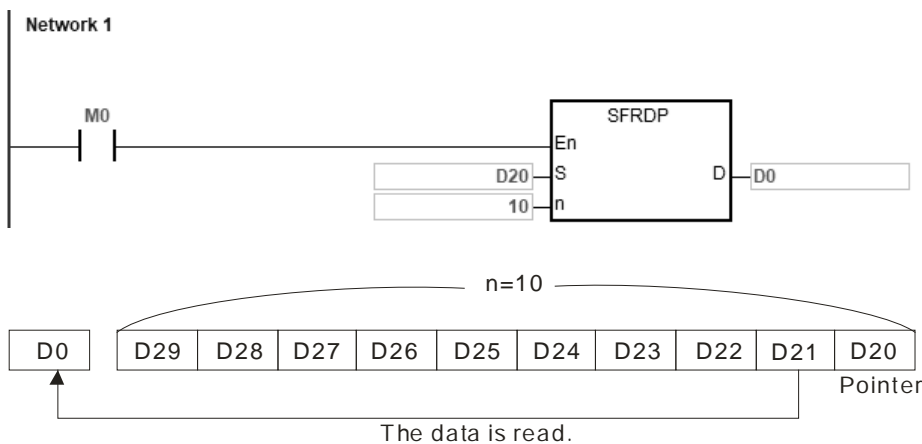 Network 1
M0
SFRDP
En
D20 S D D0
10 n
n=10
D0 D29 D28 D27 D26 D25 D24 D23 D22 D21 D20
Pointer
The data is read.